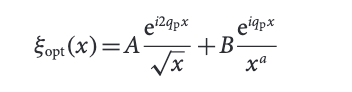 ξ_opt(x) = A e^{i2q_p x}/√x + B e^{iq_p x}/x^a